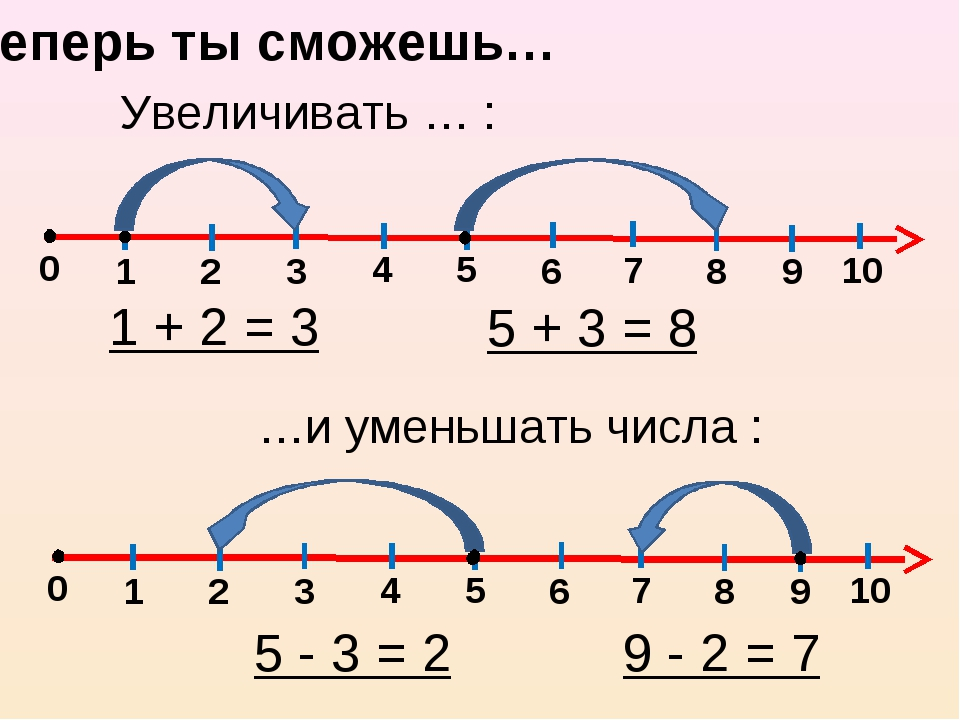 еперь ты сможешь…
Увеличивать … :
0 1 2 3 4 5 6 7 8 9 10
1 + 2 = 3 5 + 3 = 8
…и уменьшать числа :
0 1 2 3 4 5 6 7 8 9 10
5 - 3 = 2 9 - 2 = 7